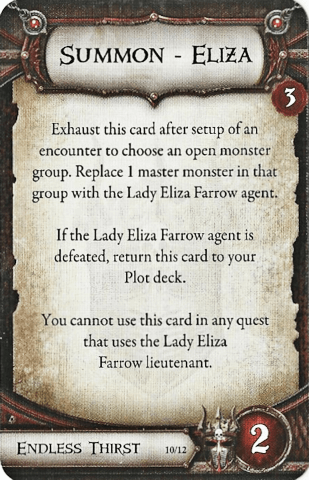 SUMMON - ELIZA
3
Exhaust this card after setup of an
encounter to choose an open monster
group. Replace 1 master monster in that
group with the Lady Eliza Farrow agent.
If the Lady Eliza Farrow agent is
defeated, return this card to your
Plot deck.
You cannot use this card in any quest
that uses the Lady Eliza
Farrow lieutenant.
ENDLESS THIRST 10/12
2